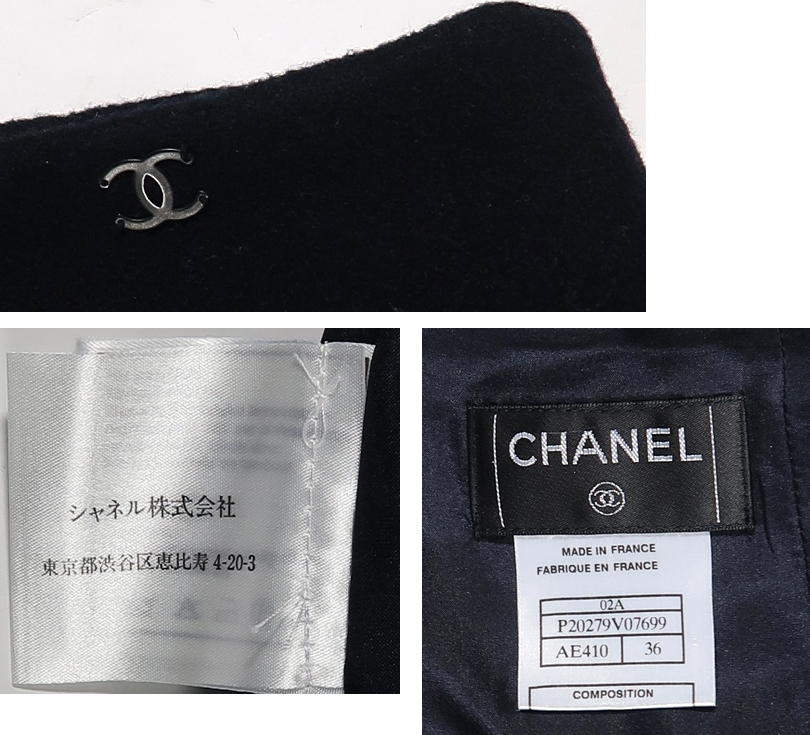 シャネル株式会社
東京都渋谷区恵比寿 4-20-3
CHANEL
MADE IN FRANCE
FABRIQUE EN FRANCE
02A
P20279V07699
AE410 36
COMPOSITION